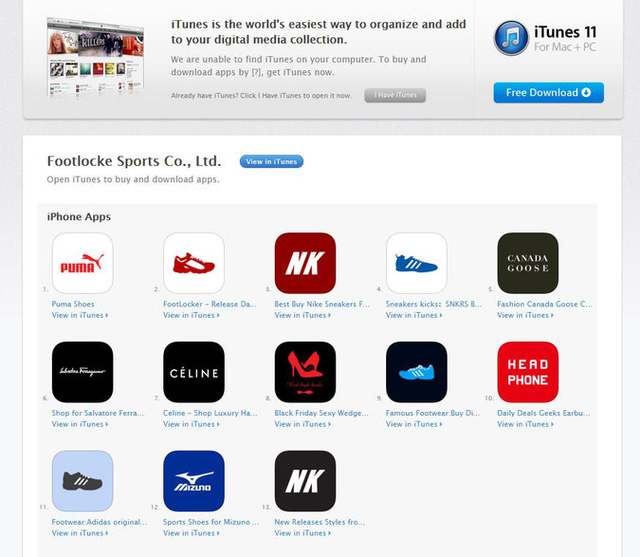 iTunes is the world's easiest way to organize and add
to your digital media collection.
We are unable to find iTunes on your computer. To buy and
download apps by [?], get iTunes now.
Already have iTunes? Click I Have iTunes to open it now.
I Have iTunes
iTunes 11
For Mac + PC
Free Download
Footlocke Sports Co., Ltd.
View in iTunes
Open iTunes to buy and download apps.
iPhone Apps
PUMA
NK
CANADA
GOOSE
1.
2.
3.
4.
5.
Puma Shoes
FootLocker - Release Da...
Best Buy Nike Sneakers F...
Sneakers kicks: SNKRS B...
Fashion Canada Goose C...
View in iTunes
View in iTunes
View in iTunes
View in iTunes
View in iTunes
Salvatore Ferragamo
CÉLINE
HEAD
PHONE
6.
7.
8.
9.
10.
Shop for Salvatore Ferra...
Celine - Shop Luxury Ha...
Black Friday Sexy Wedge...
Famous Footwear:Buy Di...
Daily Deals Geeks Earbu...
View in iTunes
View in iTunes
View in iTunes
View in iTunes
View in iTunes
MIZUNO
NK
11.
12.
13.
Footwear:Adidas original...
Sports Shoes for Mizuno ...
New Releases Styles fro...
View in iTunes
View in iTunes
View in iTunes